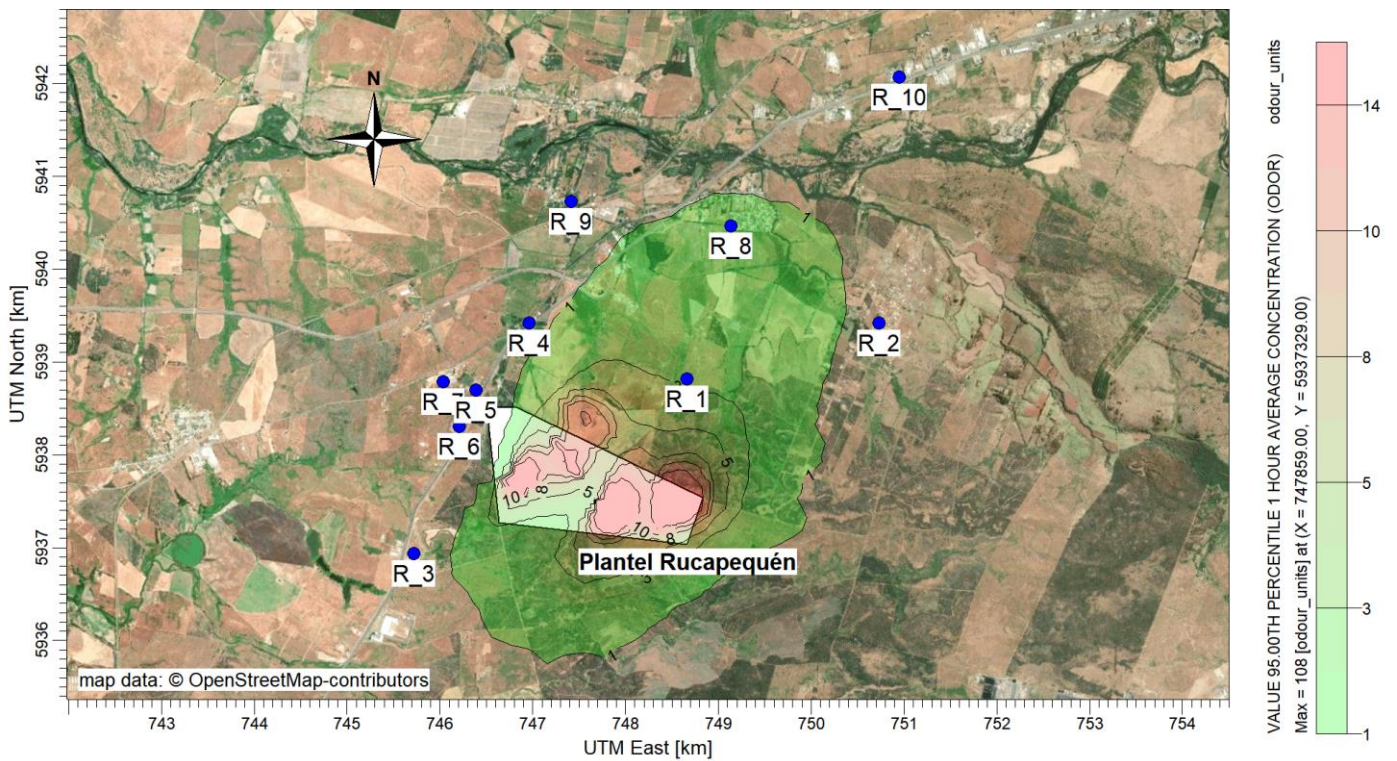 N
R_10
R_9
R_8
R_4
R_2
R_7
R_5
R_1
R_6
R_3
1
1
1
1
5
5
10
8
10
8
5
Plantel Rucapequén
map data: © OpenStreetMap-contributors
5942
5941
5940
5939
5938
5937
5936
UTM North [km]
743 744 745 746 747 748 749 750 751 752 753 754
UTM East [km]
14
10
8
5
3
1
VALUE 95.00TH PERCENTILE 1 HOUR AVERAGE CONCENTRATION (ODOR) odour_units
Max = 108 [odour_units] at (X = 747859.00, Y = 5937329.00)